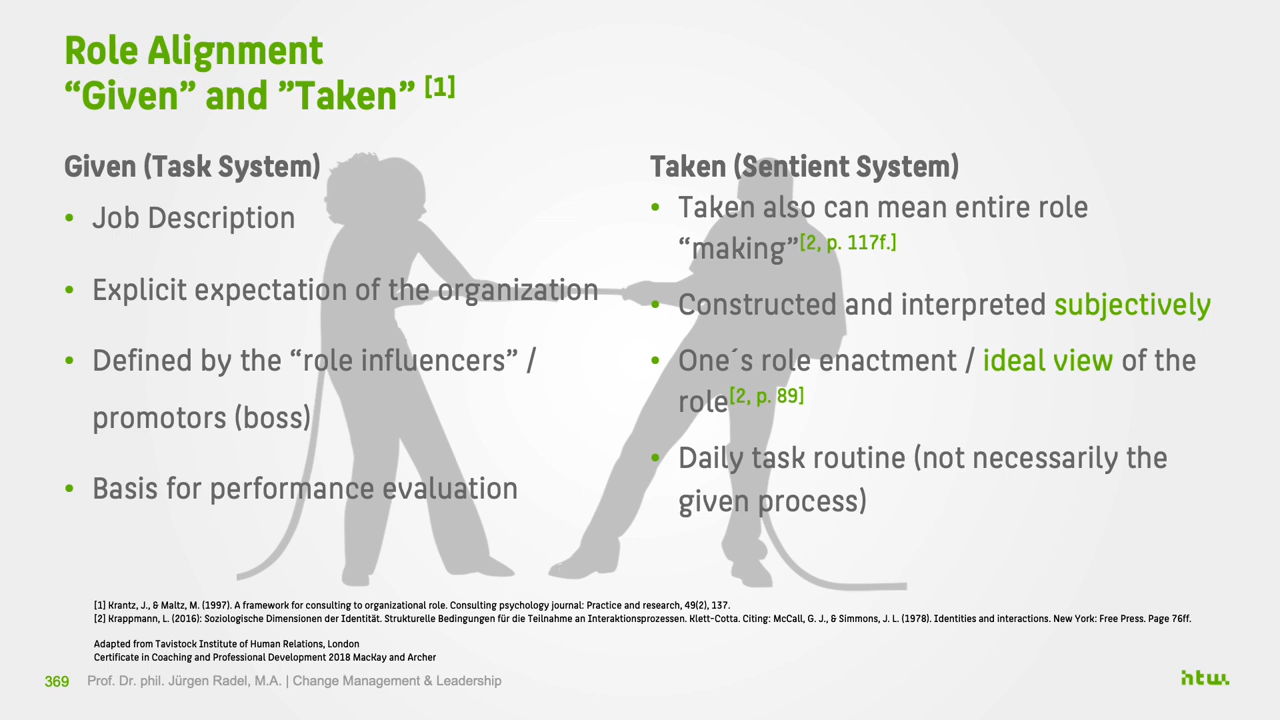 Role Alignment
“Given” and ”Taken” [1]
Given (Task System)
• Job Description
• Explicit expectation of the organization
• Defined by the “role influencers” /
promotors (boss)
• Basis for performance evaluation
Taken (Sentient System)
• Taken also can mean entire role
“making”[2, p. 117f.]
• Constructed and interpreted subjectively
• One´s role enactment / ideal view of the
role[2, p. 89]
• Daily task routine (not necessarily the
given process)
[1] Krantz, J., & Maltz, M. (1997). A framework for consulting to organizational role. Consulting psychology journal: Practice and research, 49(2), 137.
[2] Krappmann, L. (2016): Soziologische Dimensionen der Identität. Strukturelle Bedingungen für die Teilnahme an Interaktionsprozessen. Klett-Cotta. Citing: McCall, G. J., & Simmons, J. L. (1978). Identities and interactions. New York: Free Press. Page 76ff.
Adapted from Tavistock Institute of Human Relations, London
Certificate in Coaching and Professional Development 2018 MacKay and Archer
369 Prof. Dr. phil. Jürgen Radel, M.A. | Change Management & Leadership
htw.